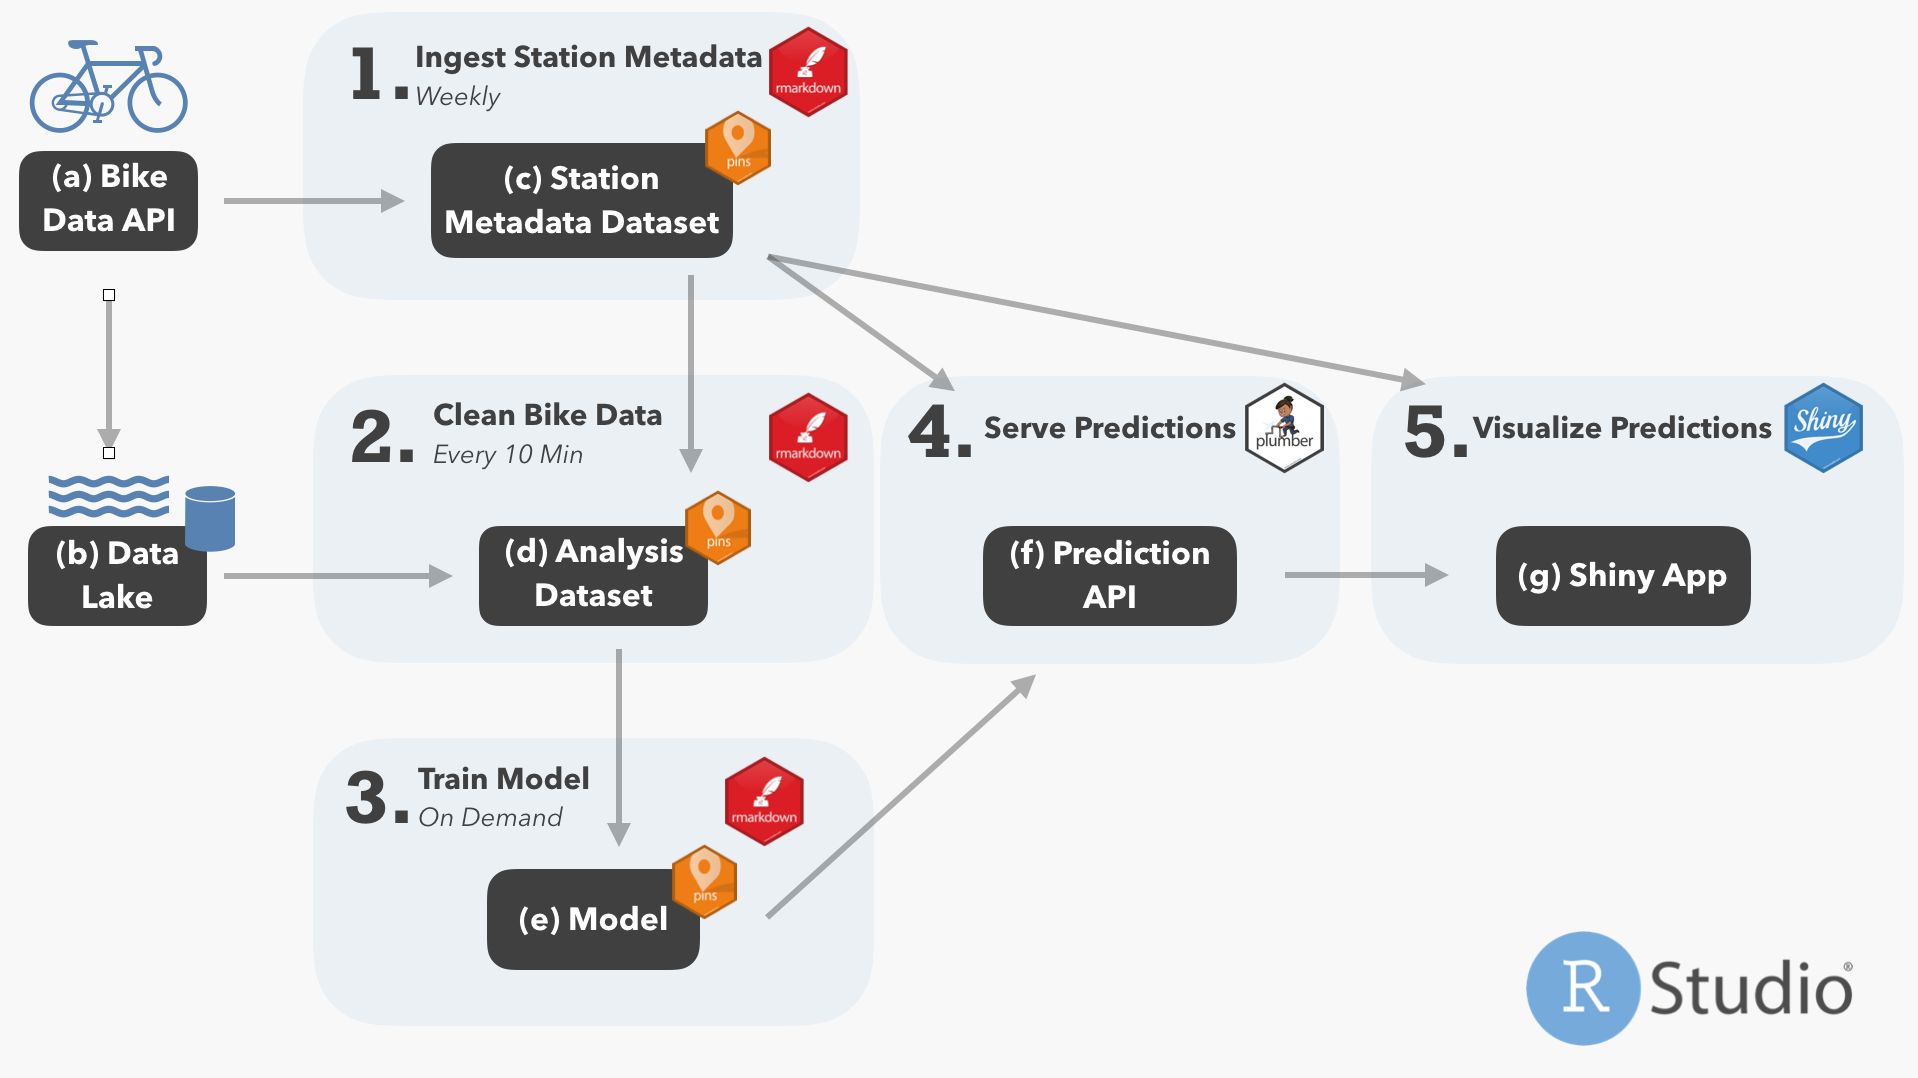 1. Ingest Station Metadata
Weekly
rmarkdown
pins
(a) Bike
Data API
(c) Station
Metadata Dataset
2. Clean Bike Data
Every 10 Min
rmarkdown
pins
(b) Data
Lake
(d) Analysis
Dataset
4. Serve Predictions
plumber
(f) Prediction
API
5. Visualize Predictions
Shiny
(g) Shiny App
3. Train Model
On Demand
rmarkdown
pins
(e) Model
R Studio®